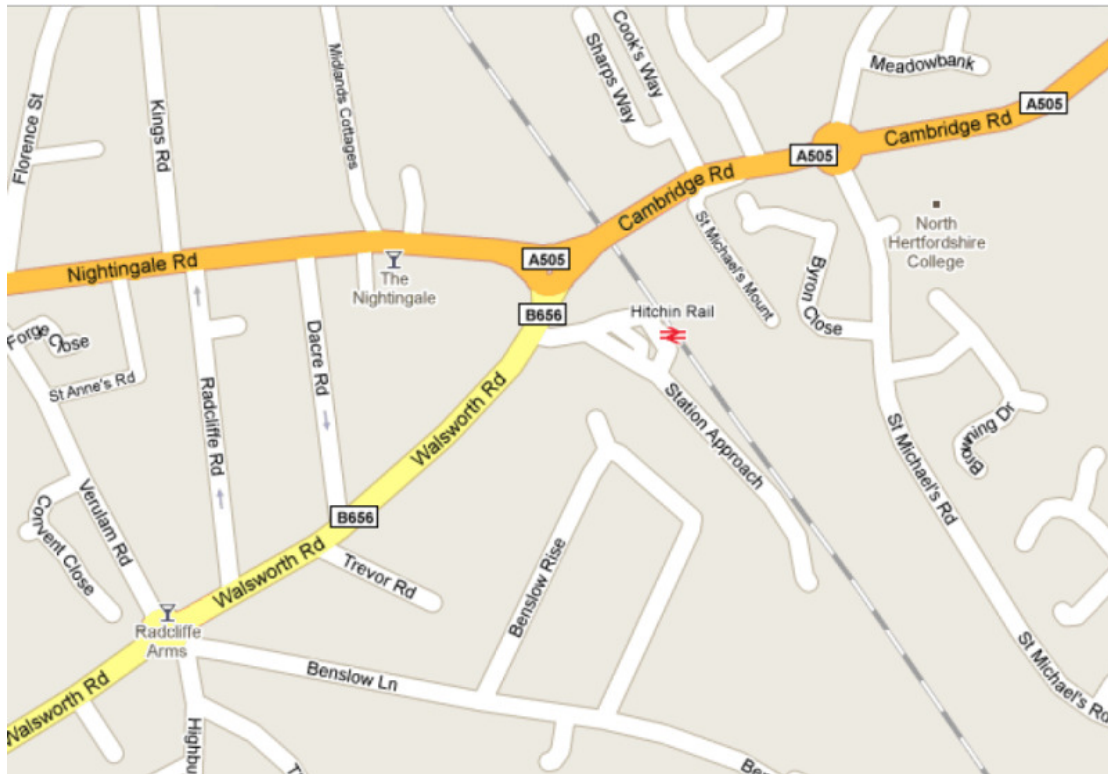 Florence St
Kings Rd
Midlands Cottages
Sharps Way
Cook's Way
Meadowbank
A505
Cambridge Rd
A505
Cambridge Rd
St Michael's Mount
North
Hertfordshire
College
Nightingale Rd
The
Nightingale
A505
B656
Hitchin Rail
Byron Close
Forge Close
St Anne's Rd
Radcliffe Rd
Dacre Rd
Walsworth Rd
Station Approach
Browning Dr
St Michael's Rd
Convent Close
Verulam Rd
B656
Walsworth Rd
Trevor Rd
Benslow Rise
Radcliffe
Arms
Benslow Ln
St Michael's Rd
Walsworth Rd
Highbu